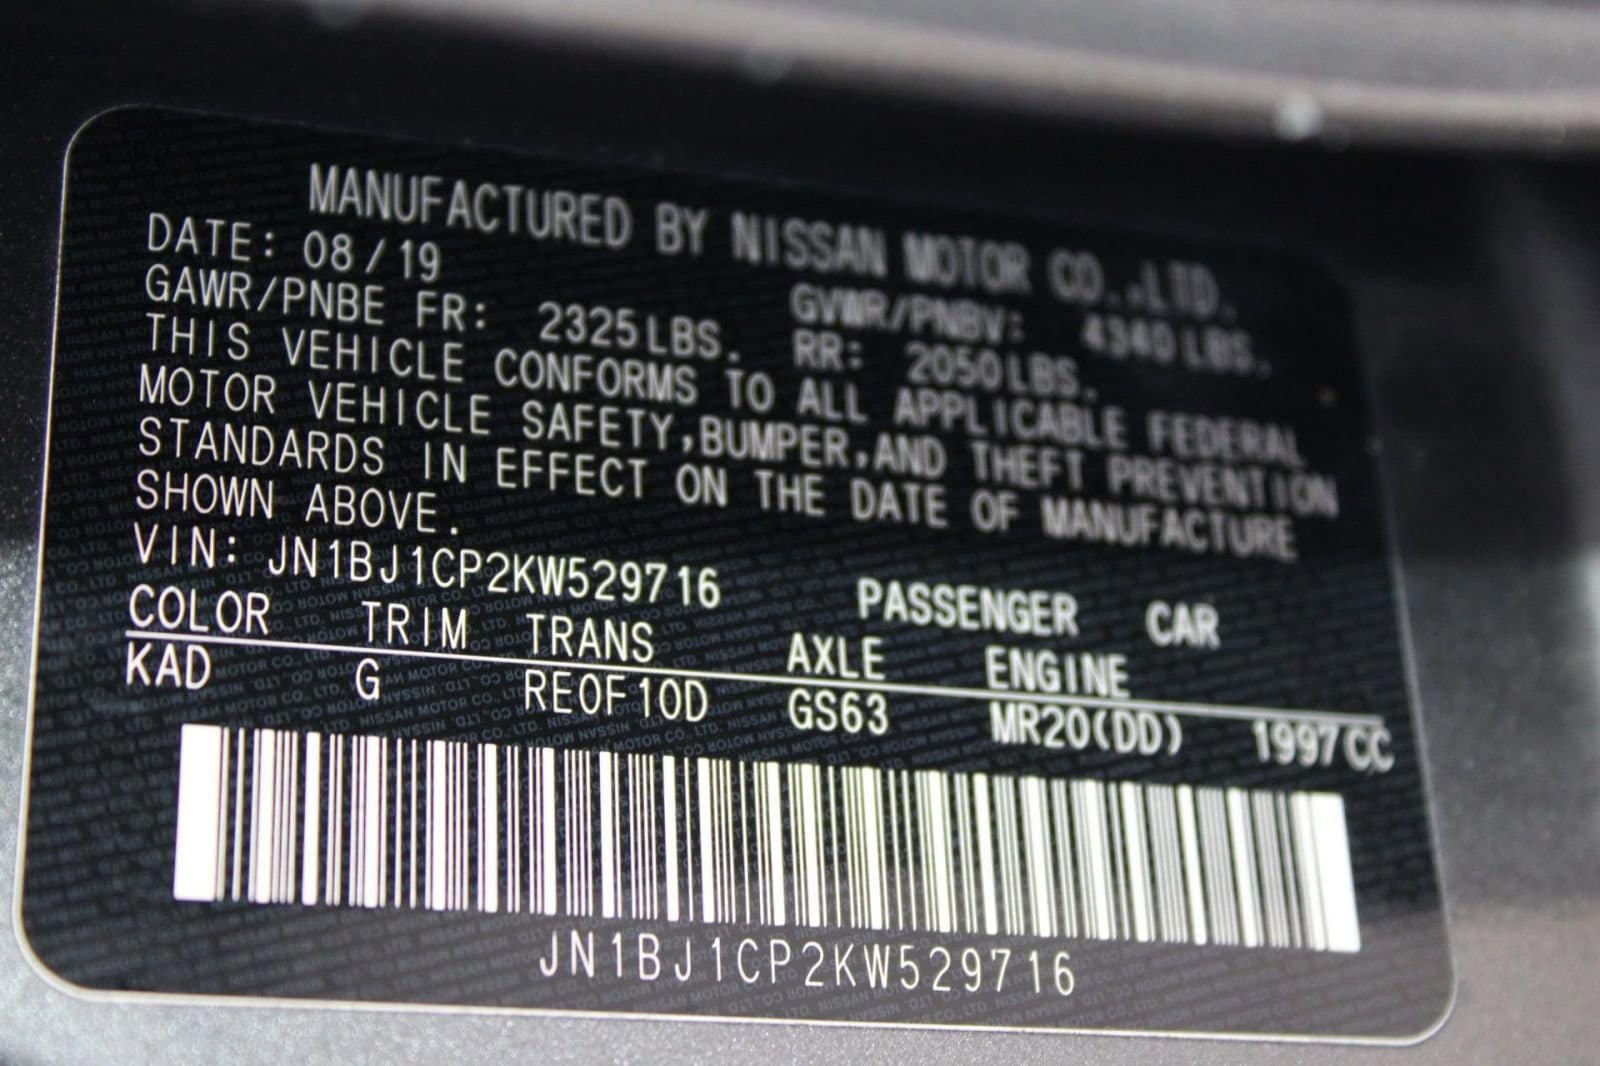 MANUFACTURED BY NISSAN MOTOR CO.,LTD.
DATE: 08/19 GVWR/PNBV: 4340LBS.
GAWR/PNBE FR: 2325LBS. RR: 2050LBS.
THIS VEHICLE CONFORMS TO ALL APPLICABLE FEDERAL
MOTOR VEHICLE SAFETY,BUMPER,AND THEFT PREVENTION
STANDARDS IN EFFECT ON THE DATE OF MANUFACTURE
SHOWN ABOVE.
VIN: JN1BJ1CP2KW529716 PASSENGER CAR
COLOR TRIM TRANS AXLE ENGINE
KAD G RE0F10D GS63 MR20(DD) 1997CC
JN1BJ1CP2KW529716